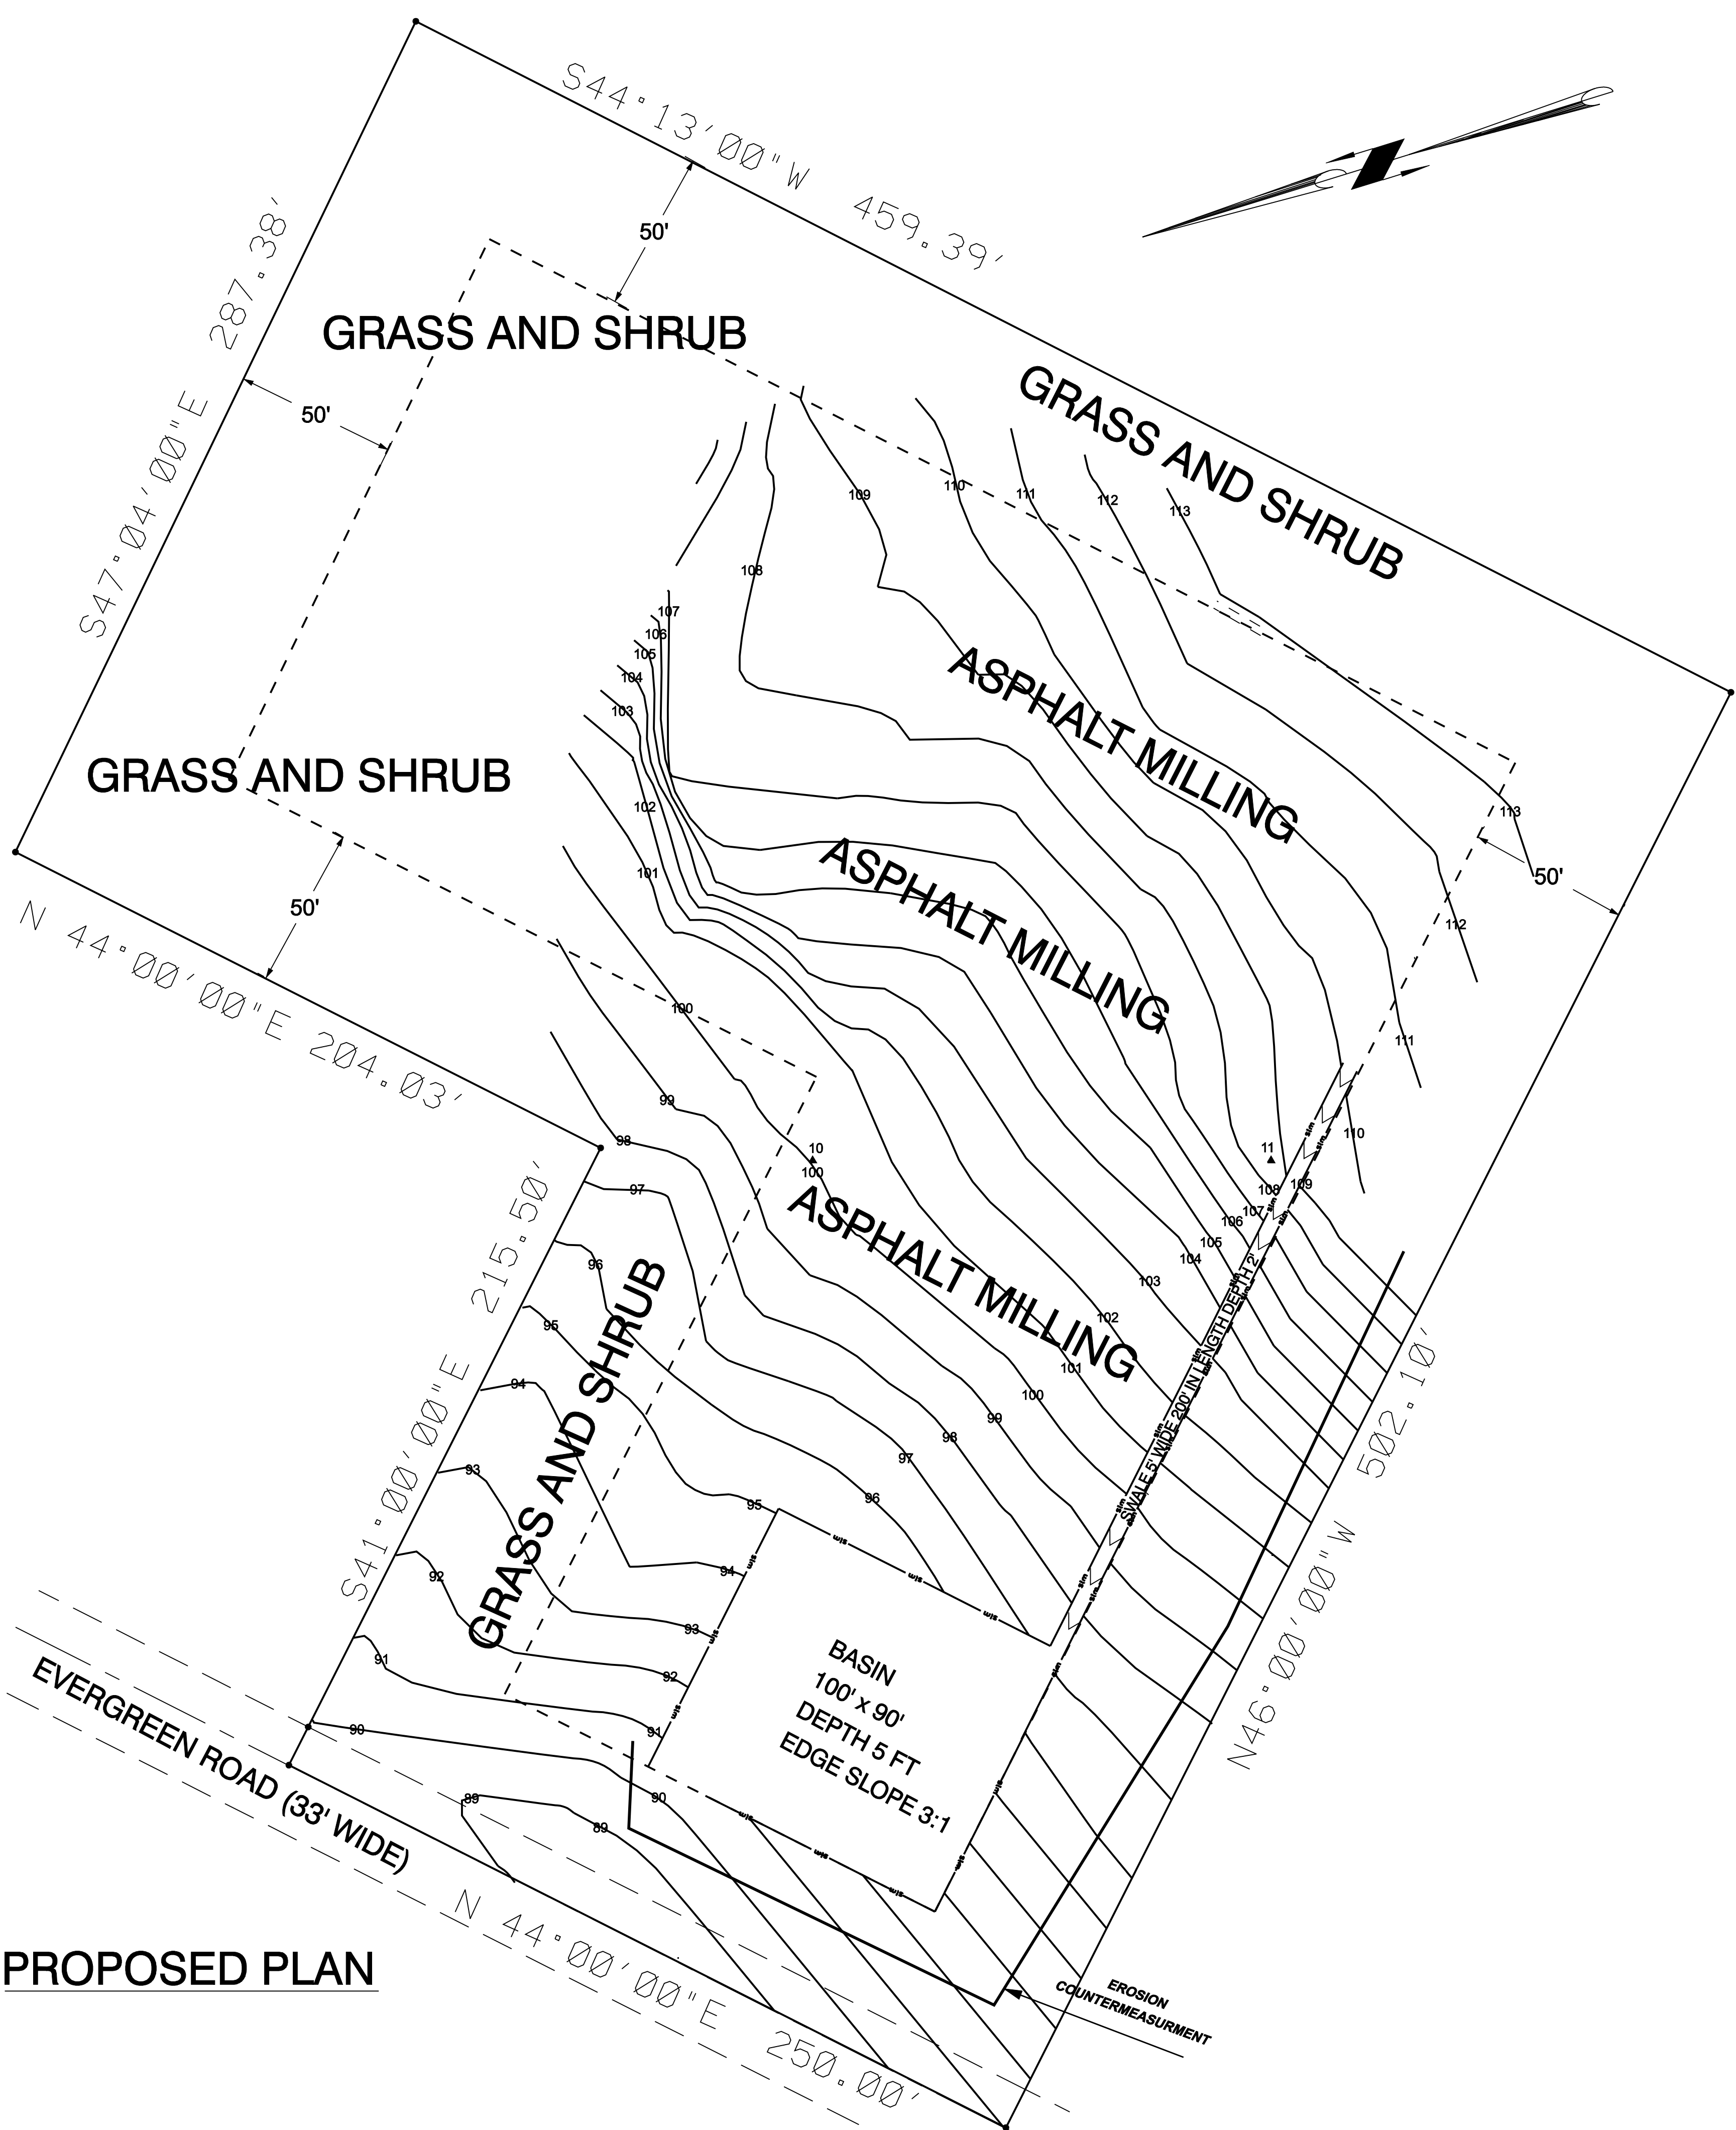 S44·13'00"W 459.39'
S47·04'00"E 287.38'
50'
GRASS AND SHRUB
50'
GRASS AND SHRUB
109
110
111
112
113
108
107
106
105
104
103
102
101
ASPHALT MILLING
GRASS AND SHRUB
113
50'
112
111
110
50'
ASPHALT MILLING
N 44·00'00"E 204.03'
100
99
98
97
96
95
94
93
92
91
90
89
10
100
11
109
108
107
106
105
104
103
102
101
100
99
98
97
96
95
94
93
92
91
90
89
ASPHALT MILLING
S41·00'00"E 215.50'
GRASS AND SHRUB
SWALE 5' WIDE 200' IN LENGTH DEPTH 2'
N46·00'00"W 502.10'
BASIN
100' x 90'
DEPTH 5 FT
EDGE SLOPE 3:1
EVERGREEN ROAD (33' WIDE)
N 44·00'00"E 250.00'
EROSION
COUNTERMEASURMENT
PROPOSED PLAN